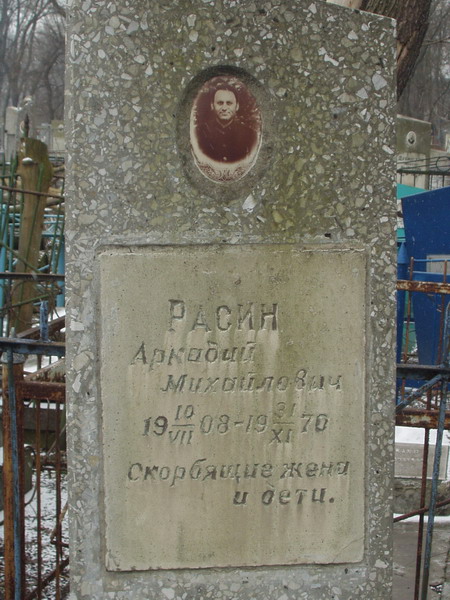 РАСИН
Аркадий
Михайлович
19 10/VII 08-19 31/XI 70
Скорбящие жена
и дети.